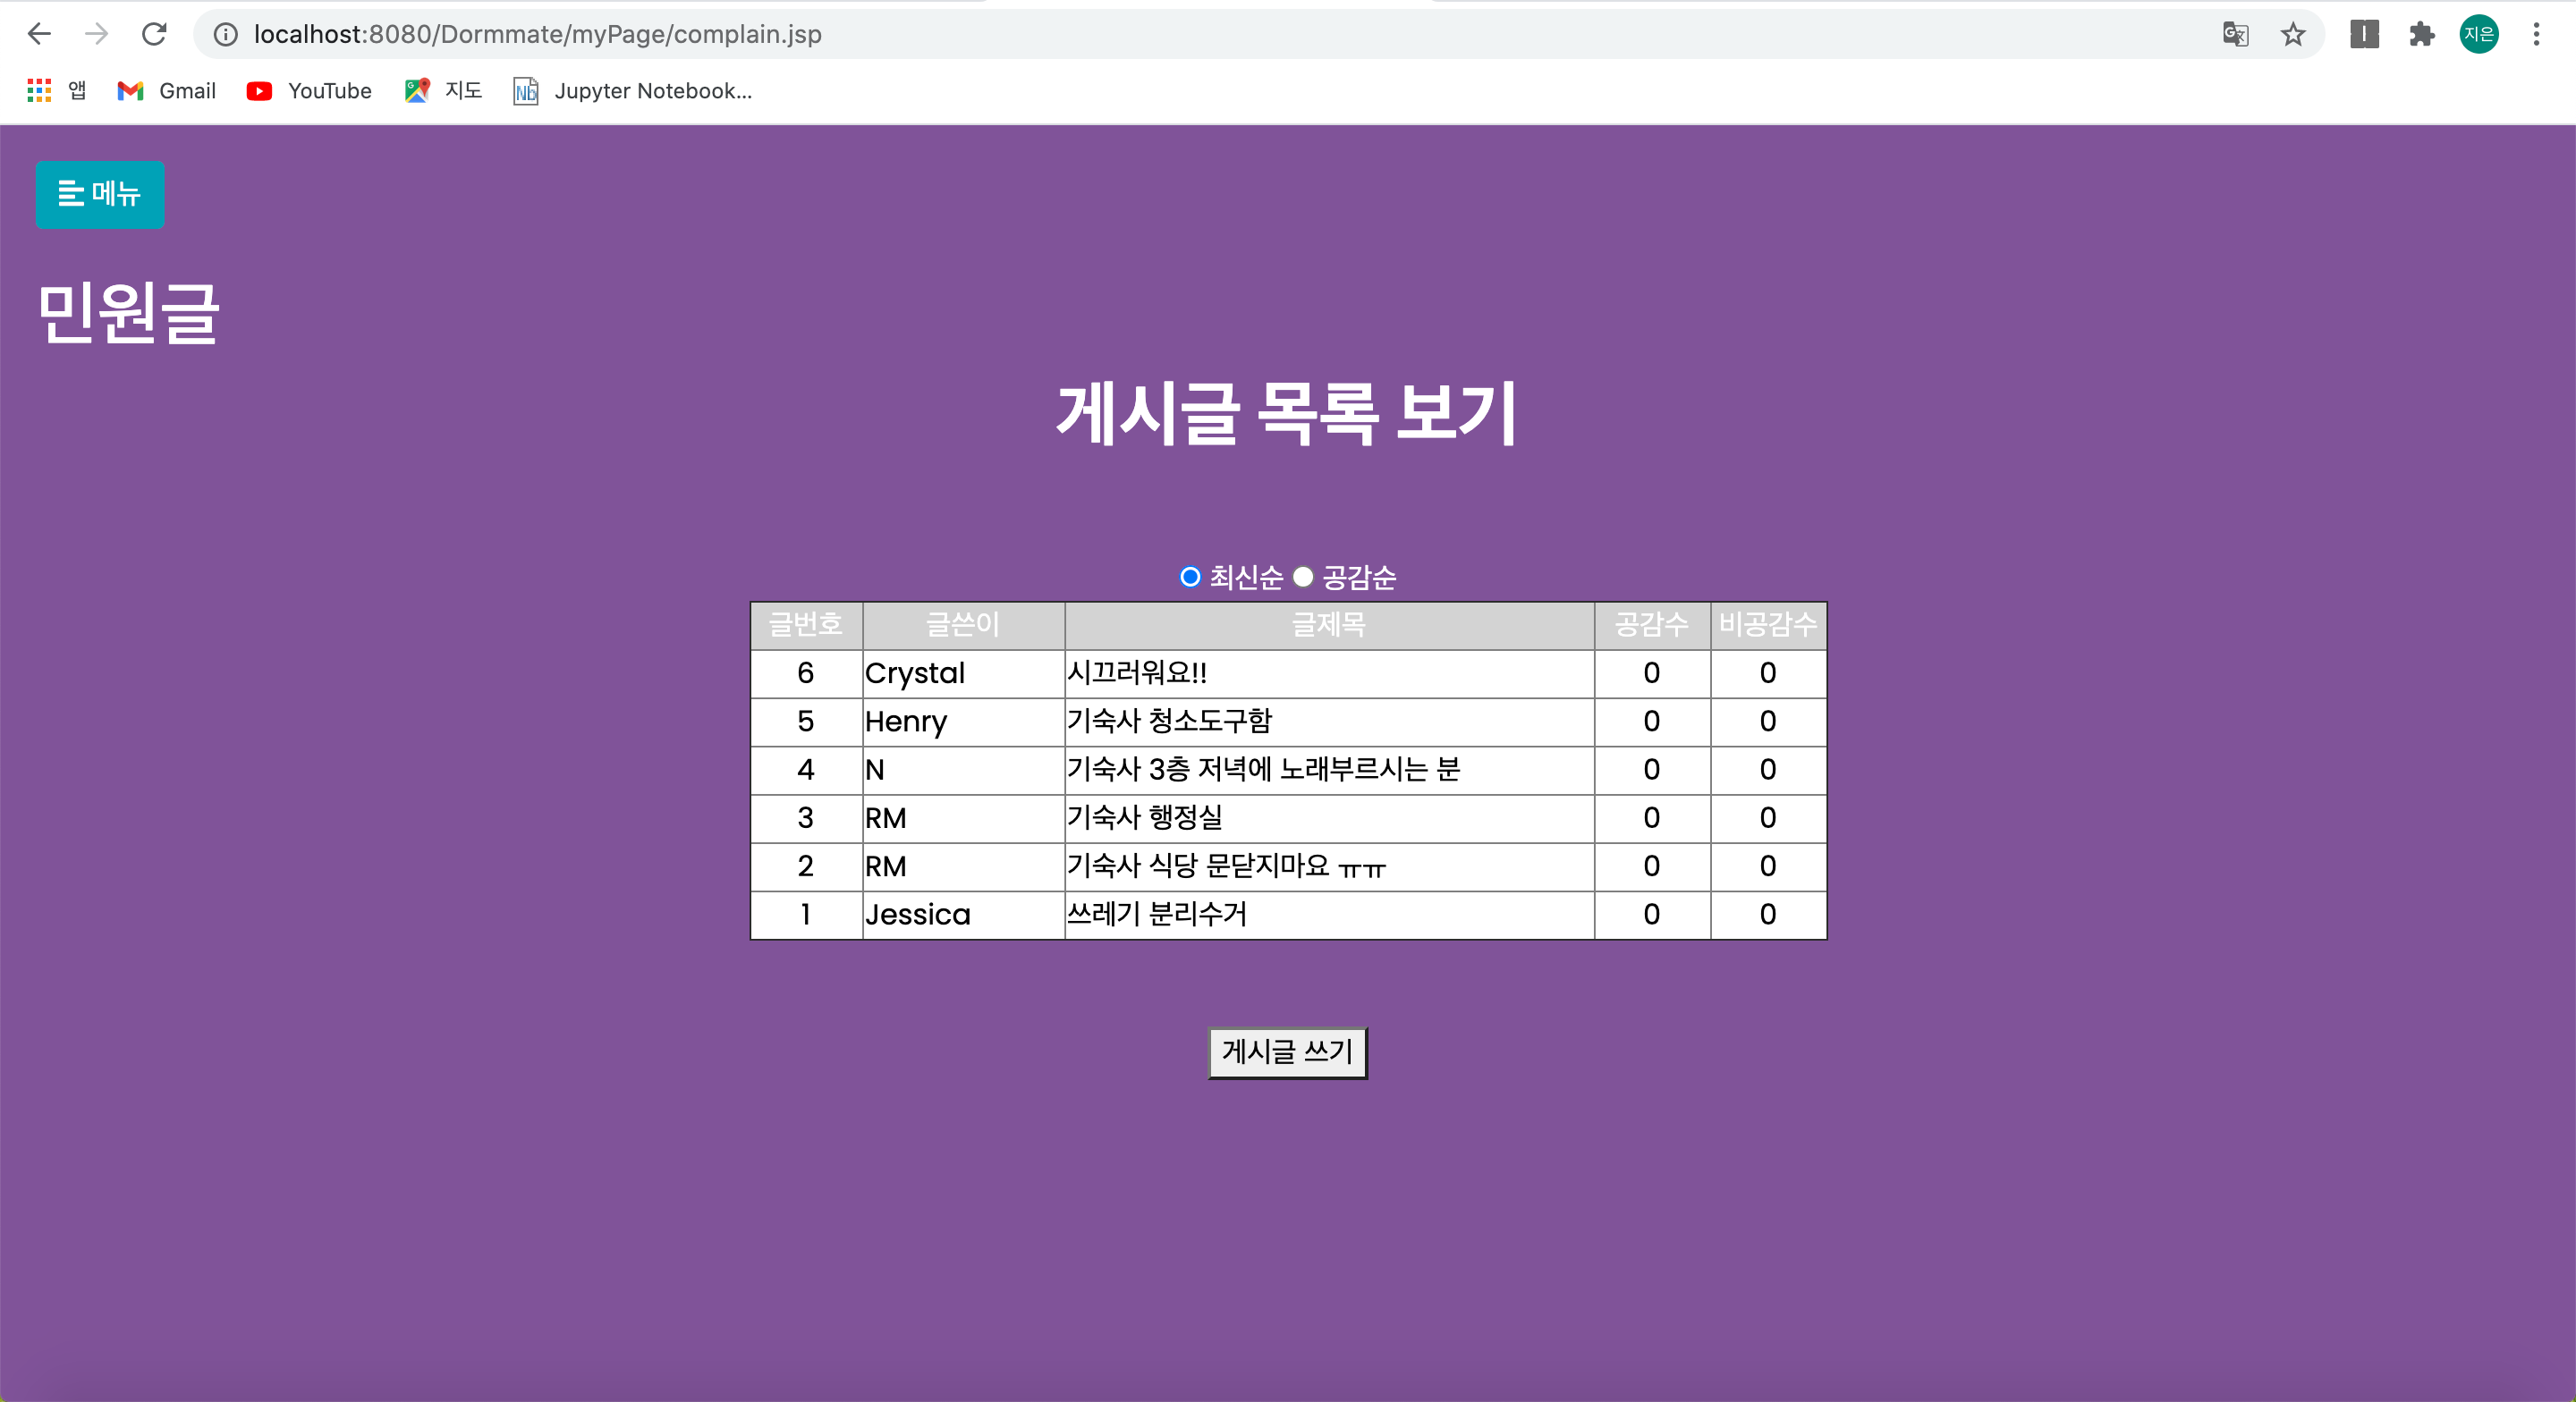 localhost:8080/Dormmate/myPage/complain.jsp
지은
앱 Gmail YouTube 지도 Nb Jupyter Notebook...
메뉴
민원글
게시글 목록 보기
최신순 공감순
글번호 글쓴이 글제목 공감수 비공감수
6 Crystal 시끄러워요!! 0 0
5 Henry 기숙사 청소도구함 0 0
4 N 기숙사 3층 저녁에 노래부르시는 분 0 0
3 RM 기숙사 행정실 0 0
2 RM 기숙사 식당 문닫지마요 ㅠㅠ 0 0
1 Jessica 쓰레기 분리수거 0 0
게시글 쓰기